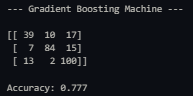 --- Gradient Boosting Machine ---
[[ 39  10  17]
 [  7  84  15]
 [ 13   2 100]]
Accuracy: 0.777